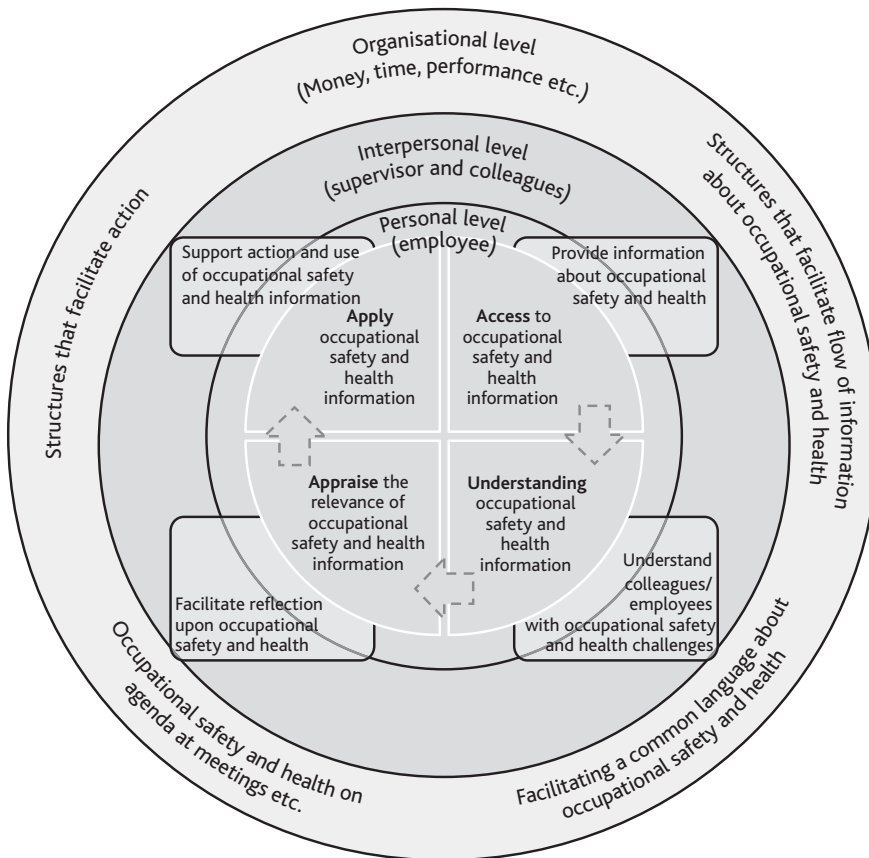 Organisational level
(Money, time, performance etc.)
Interpersonal level
(supervisor and colleagues)
Personal level
(employee)
Structures that facilitate action
Structures that facilitate flow of information
about occupational safety and health
Support action and use
of occupational safety
and health information
Provide information
about occupational
safety and health
Apply
occupational
safety and
health
information
Access to
occupational
safety and
health
information
Appraise the
relevance of
occupational
safety and health
information
Understanding
occupational
safety and
health
information
Facilitate reflection
upon occupational
safety and health
Understand
colleagues/
employees
with occupational safety
and health challenges
Occupational safety and health on
agenda at meetings etc.
Facilitating a common language about
occupational safety and health